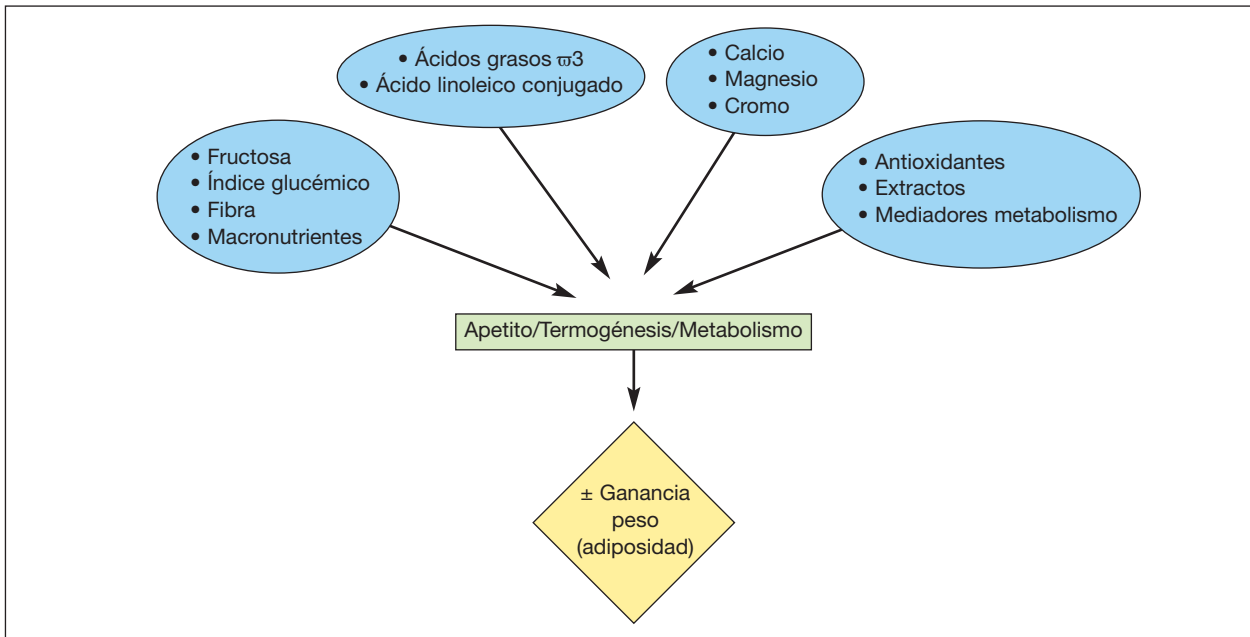 • Ácidos grasos ϖ3
• Ácido linoleico conjugado
• Calcio
• Magnesio
• Cromo
• Fructosa
• Índice glucémico
• Fibra
• Macronutrientes
• Antioxidantes
• Extractos
• Mediadores metabolismo
Apetito/Termogénesis/Metabolismo
± Ganancia
peso
(adiposidad)